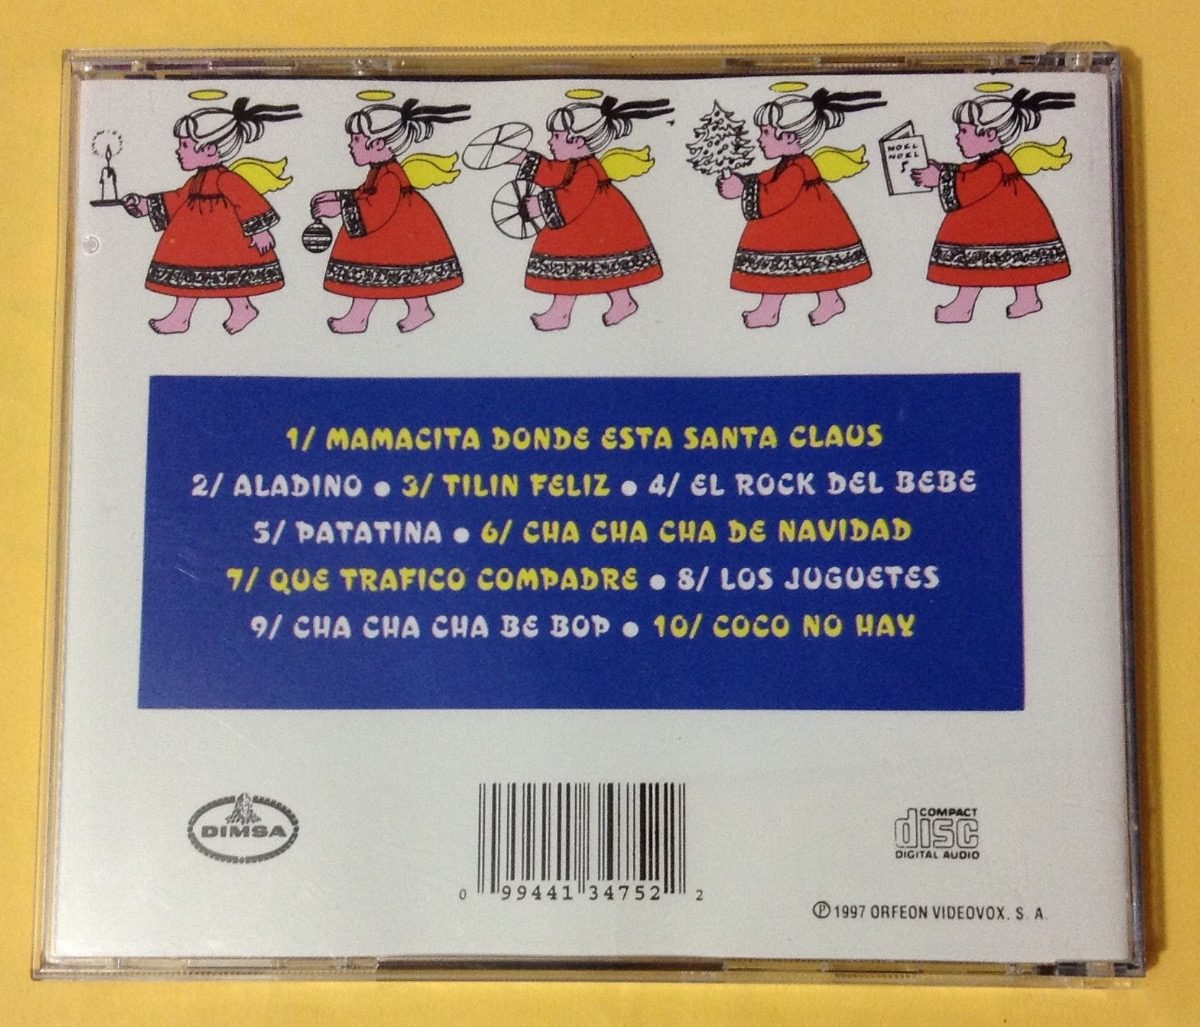 NOEL
NOEL
1/ MAMACITA DONDE ESTA SANTA CLAUS
2/ ALADINO ● 3/ TILIN FELIZ ● 4/ EL ROCK DEL BEBE
5/ PATATINA ● 6/ CHA CHA CHA DE NAVIDAD
7/ QUE TRAFICO COMPADRE ● 8/ LOS JUGUETES
9/ CHA CHA CHA BE BOP ● 10/ COCO NO HAY
DIMSA
COMPACT
disc
DIGITAL AUDIO
0 99441 34752 2
℗ 1997 ORFEON VIDEOVOX, S. A.